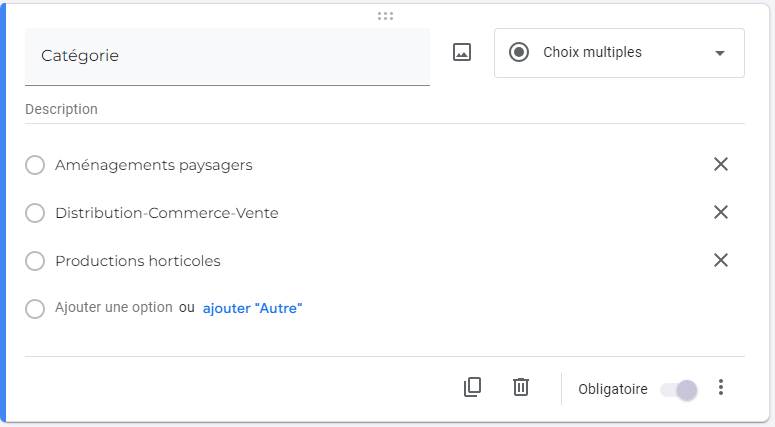 Catégorie
Choix multiples
Description
Aménagements paysagers
Distribution-Commerce-Vente
Productions horticoles
Ajouter une option ou ajouter "Autre"
Obligatoire